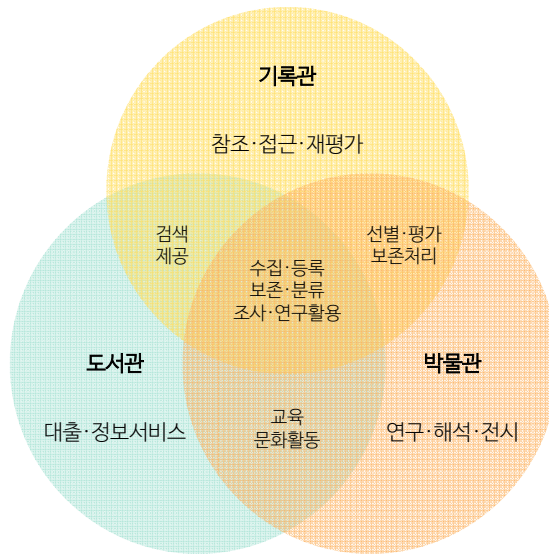 기록관
참조·접근·재평가
검색
제공
선별·평가
보존처리
수집·등록
보존·분류
조사·연구활용
도서관
박물관
대출·정보서비스
교육
문화활동
연구·해석·전시